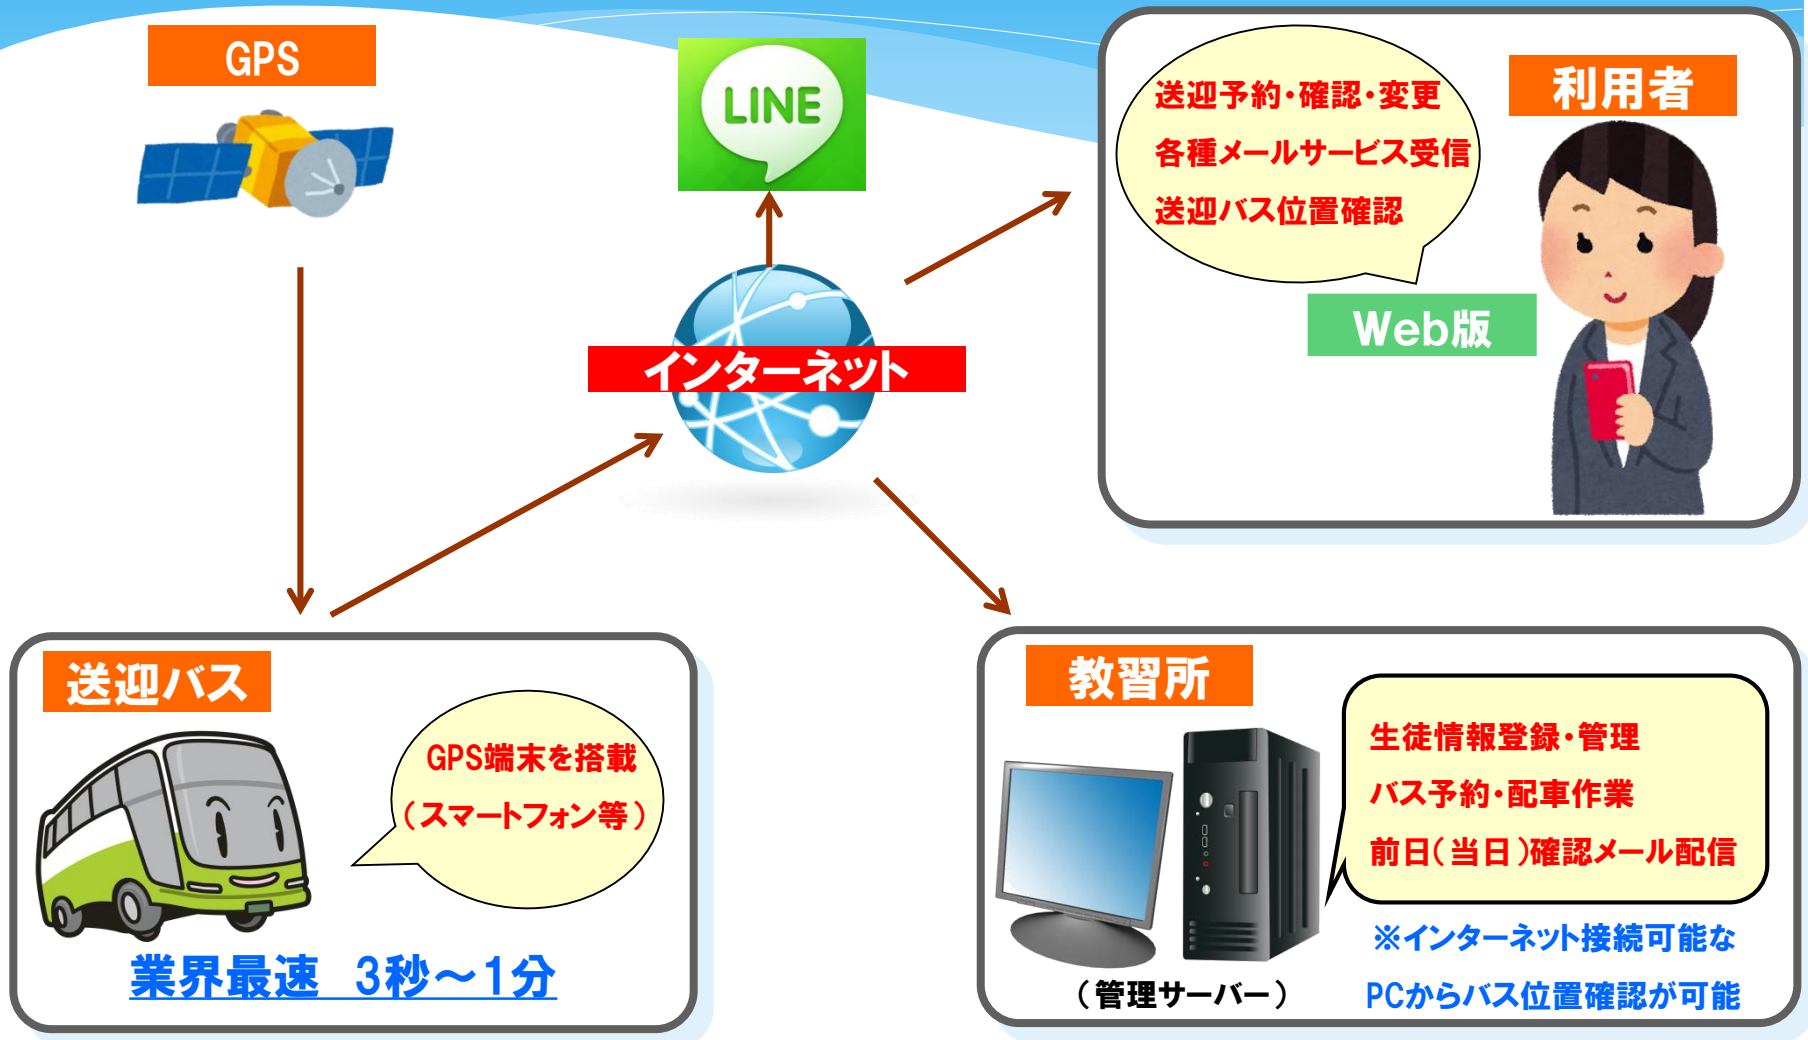 GPS
LINE
利用者
送迎予約・確認・変更
各種メールサービス受信
送迎バス位置確認
Web版
インターネット
送迎バス
GPS端末を搭載
(スマートフォン等)
業界最速 3秒～1分
教習所
生徒情報登録・管理
バス予約・配車作業
前日(当日)確認メール配信
(管理サーバー)
※インターネット接続可能な
PCからバス位置確認が可能